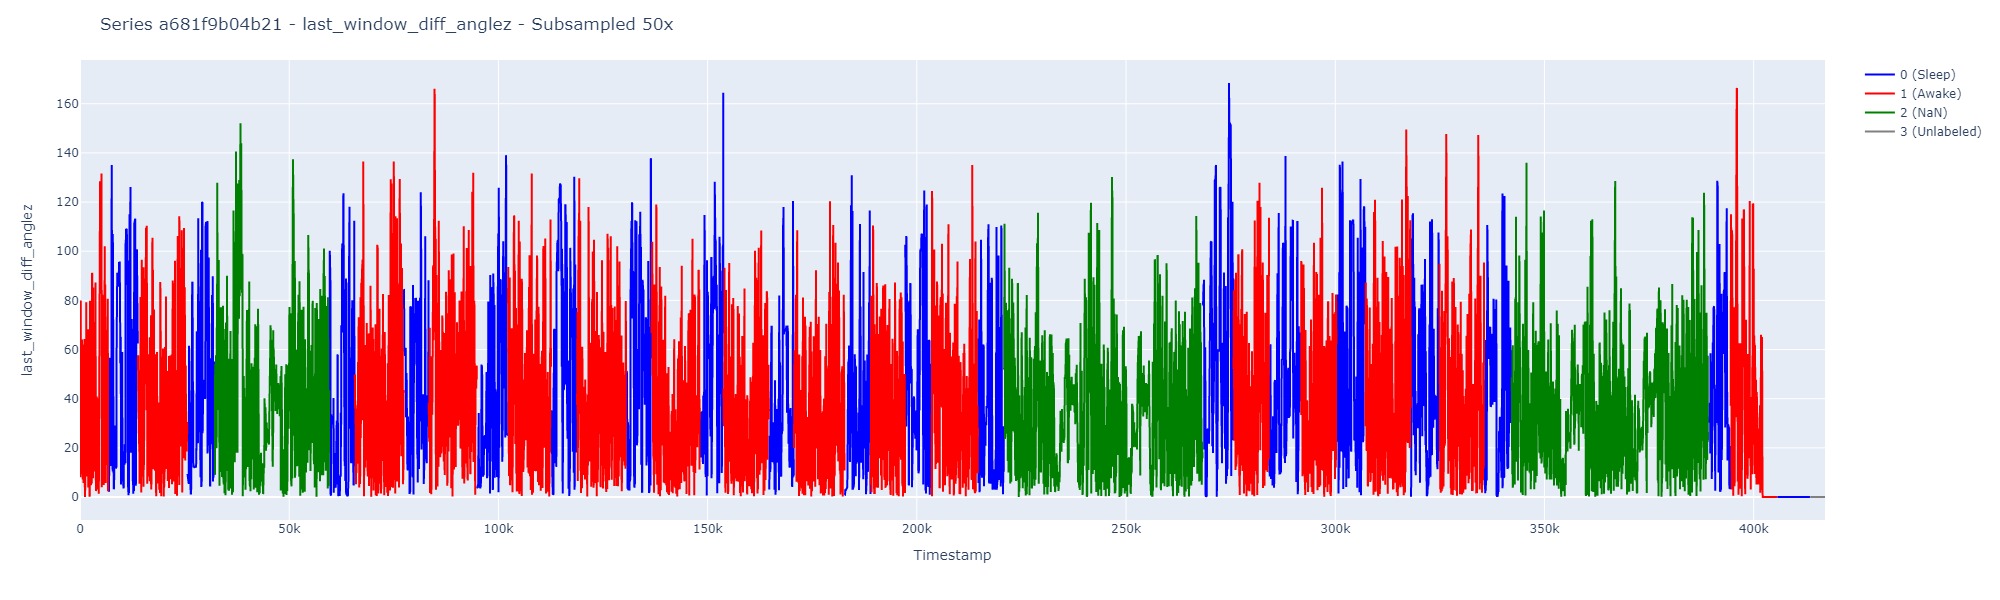 Series a681f9b04b21 - last_window_diff_anglez - Subsampled 50x
0 (Sleep)
1 (Awake)
2 (NaN)
3 (Unlabeled)
last_window_diff_anglez
160
140
120
100
80
60
40
20
0
0 50k 100k 150k 200k 250k 300k 350k 400k
Timestamp